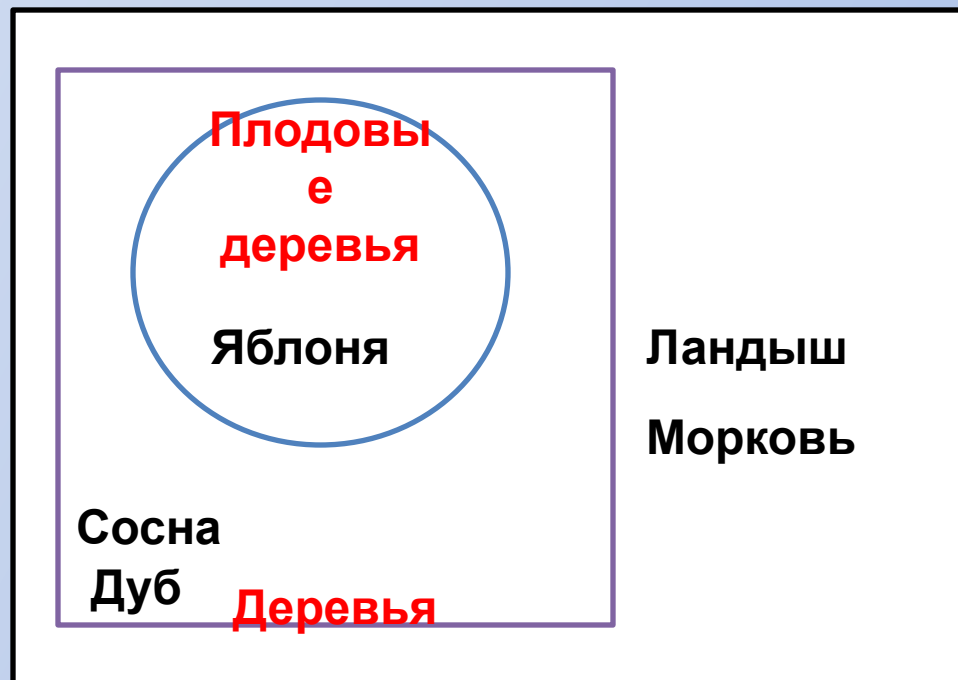 Плодовы
е
деревья
Яблоня
Ландыш
Морковь
Сосна
Дуб
Деревья